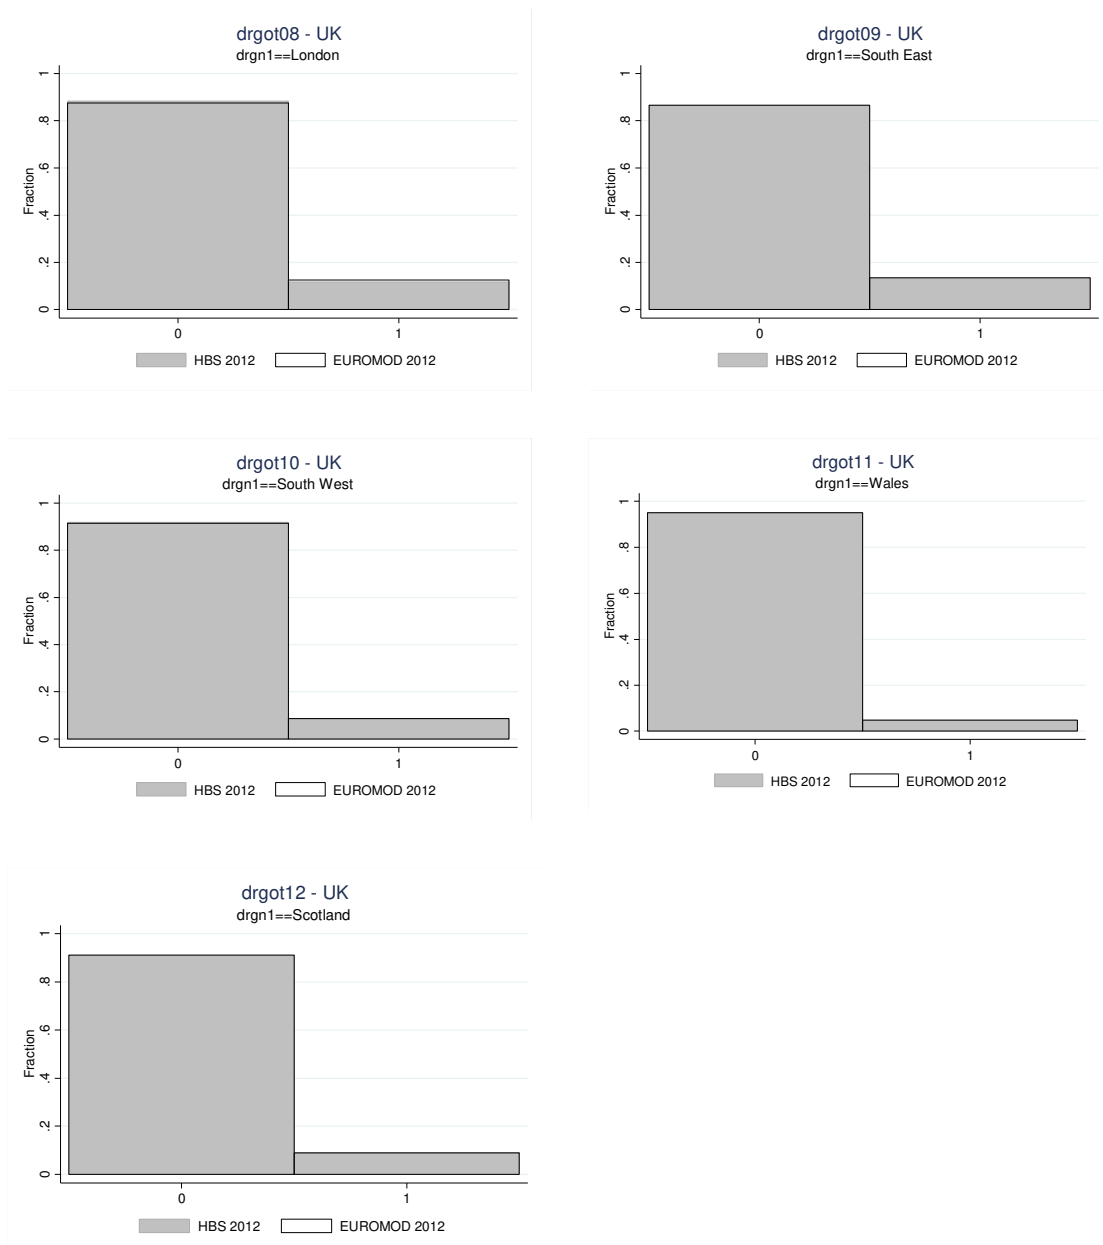 drgot08 - UK
drgn1==London
Fraction
1
.8
.6
.4
.2
0
0 1
HBS 2012 EUROMOD 2012
drgot09 - UK
drgn1==South East
Fraction
1
.8
.6
.4
.2
0
0 1
HBS 2012 EUROMOD 2012
drgot10 - UK
drgn1==South West
Fraction
1
.8
.6
.4
.2
0
0 1
HBS 2012 EUROMOD 2012
drgot11 - UK
drgn1==Wales
Fraction
1
.8
.6
.4
.2
0
0 1
HBS 2012 EUROMOD 2012
drgot12 - UK
drgn1==Scotland
Fraction
1
.8
.6
.4
.2
0
0 1
HBS 2012 EUROMOD 2012